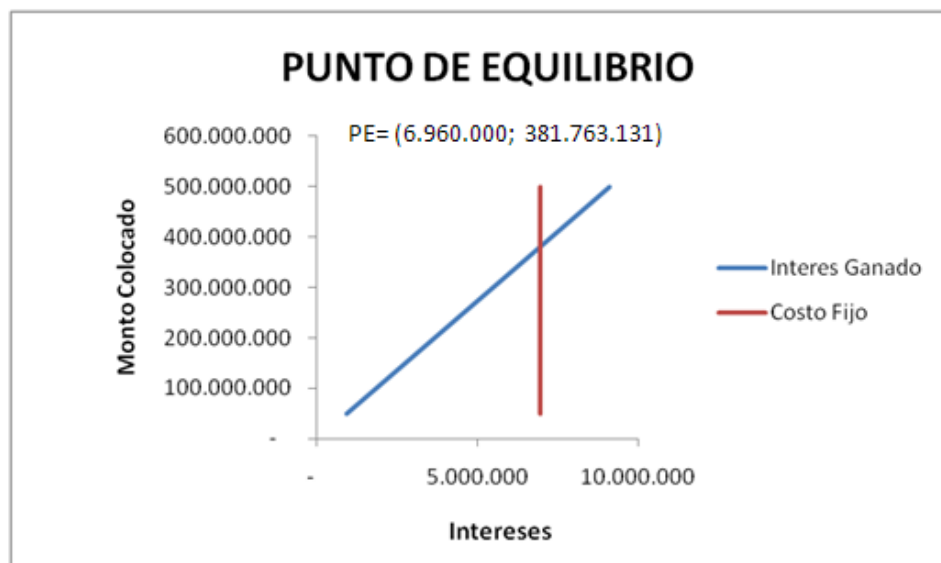 PUNTO DE EQUILIBRIO
PE= (6.960.000; 381.763.131)
600.000.000
500.000.000
400.000.000
300.000.000
200.000.000
100.000.000
-
Monto Colocado
-
5.000.000
10.000.000
Intereses
Interes Ganado
Costo Fijo